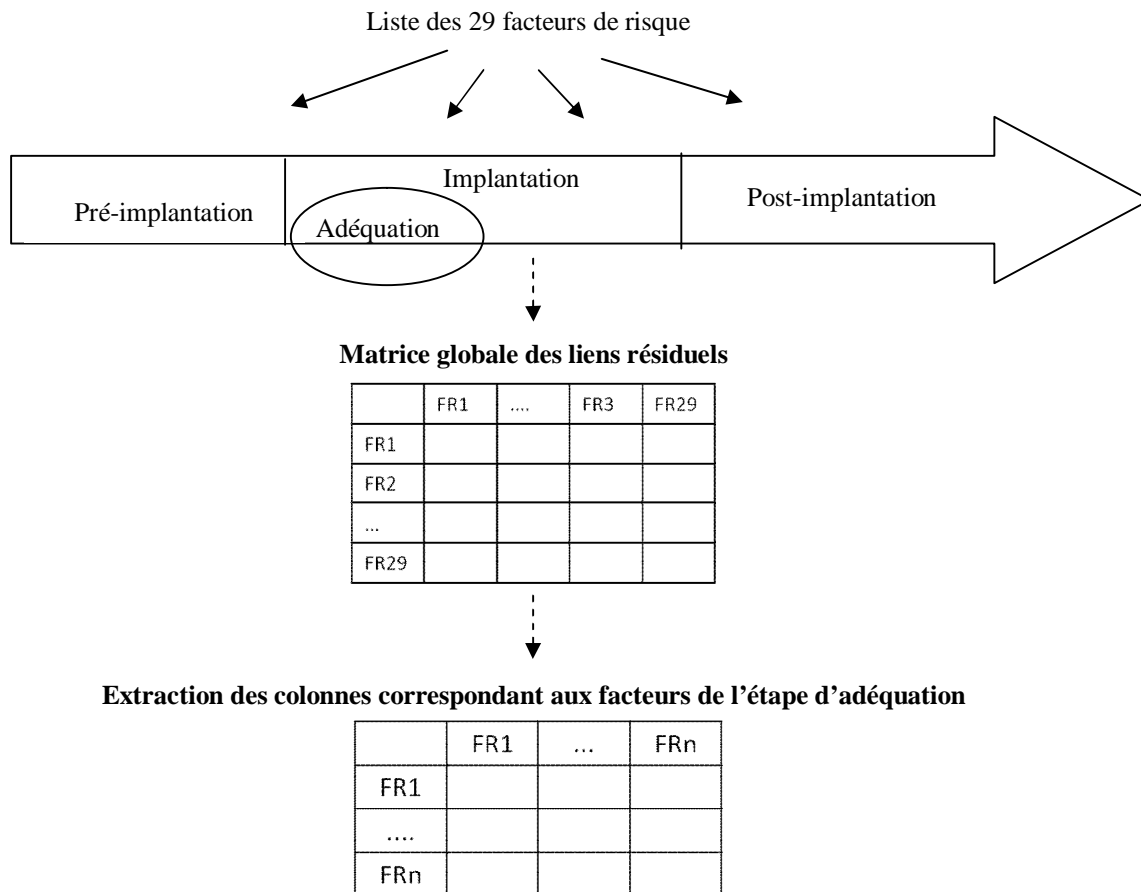 Liste des 29 facteurs de risque
Implantation
Pré-implantation
Post-implantation
Adéquation
Matrice globale des liens résiduels
FR1 .... FR3 FR29
FR1
FR2
...
FR29
Extraction des colonnes correspondant aux facteurs de l’étape d’adéquation
FR1 ... FRn
FR1
....
FRn